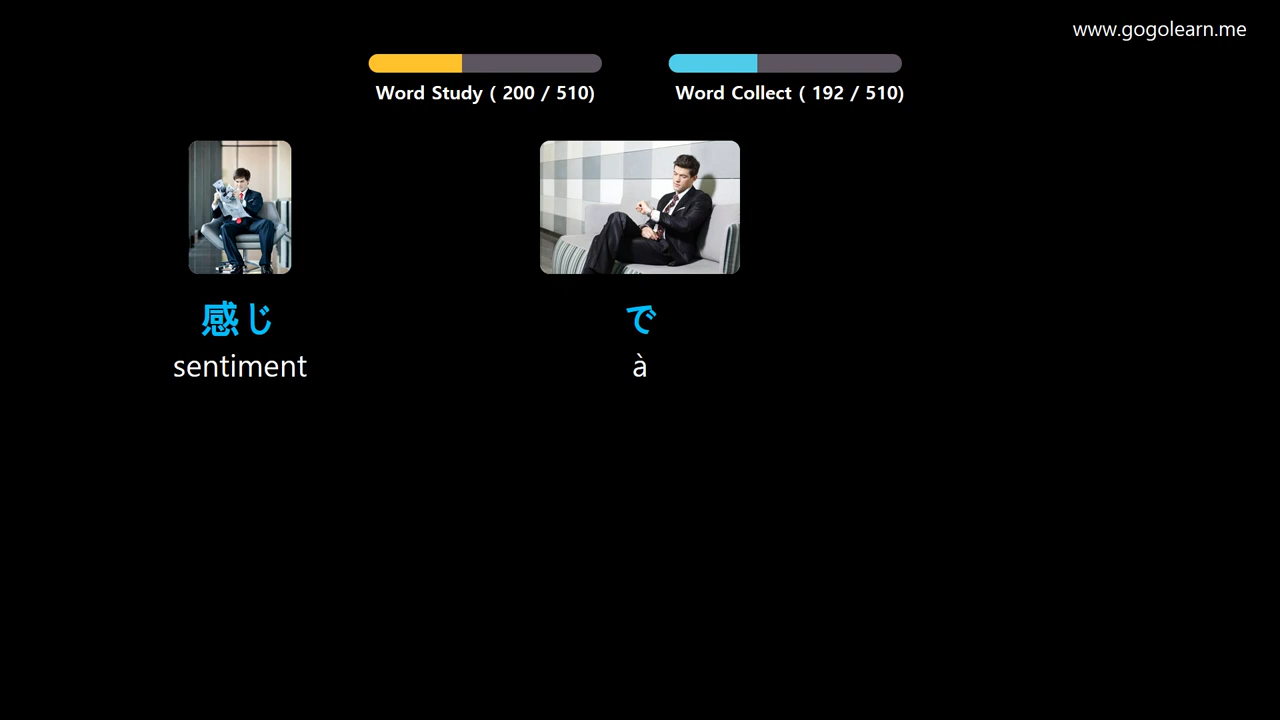 www.gogolearn.me
Word Study ( 200 / 510)
Word Collect ( 192 / 510)
感じ
sentiment
で
à